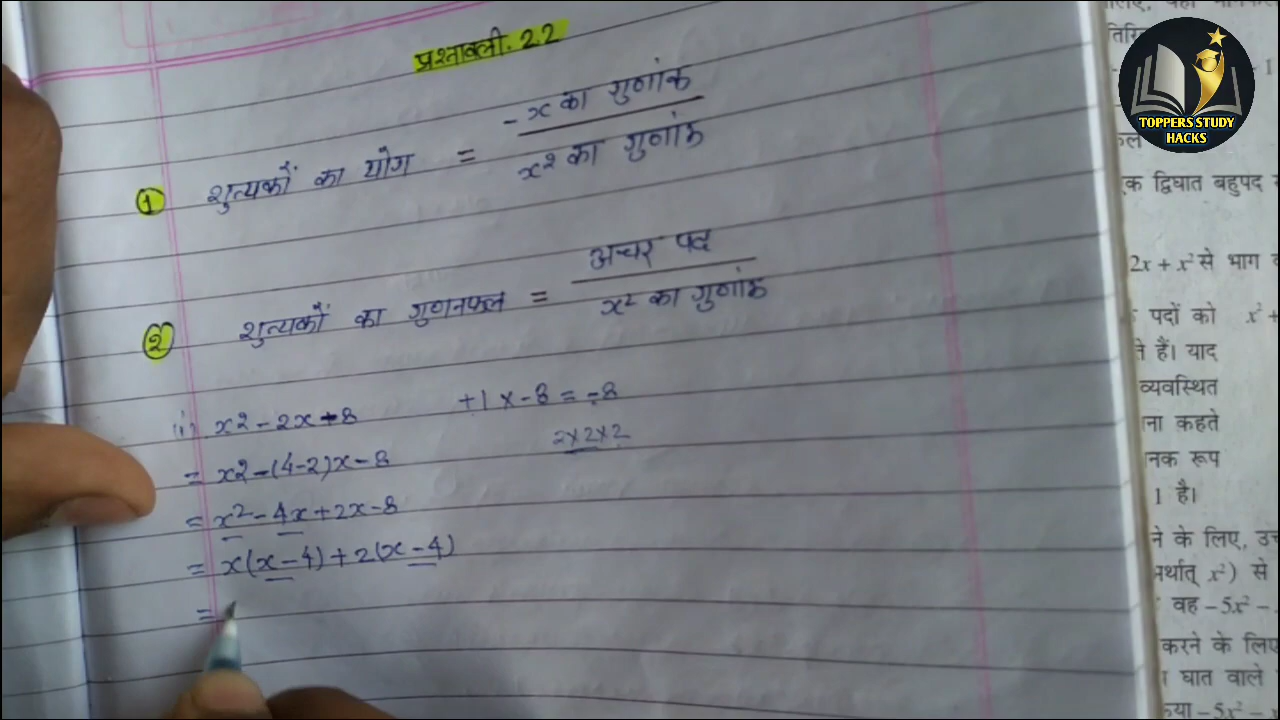 प्रश्नावली. 2.2
- x का गुणांक
① शुन्यकों का योग = x² का गुणांक
अचर पद
② शुन्यकों का गुणनफल = x² का गुणांक
(i) x2 - 2x - 8 +1 x - 8 = - 8
2x2x2
= x2 - (4-2)x - 8
= x² - 4x + 2x - 8
= x(x - 4) + 2(x - 4)
=
TOPPERS STUDY
HACKS
क द्विघात बहुपद
2x + x² से भाग
पदों को x² +
हैं। याद
व्यवस्थित
ना कहते
नक रूप
1 है।
ने के लिए,
अर्थात् x²) से
वह - 5x² -
करने के लिए
घात वाले
- 5x² - x